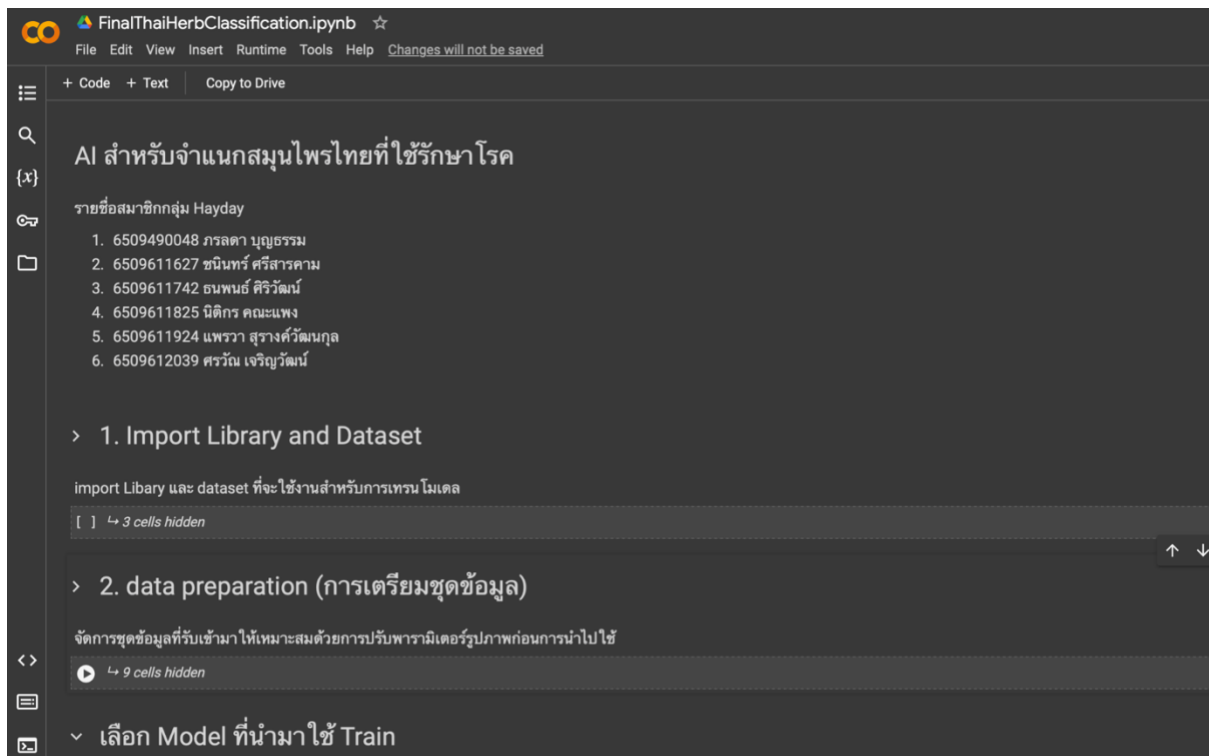 FinalThaiHerbClassification.ipynb
File Edit View Insert Runtime Tools Help Changes will not be saved
+ Code + Text Copy to Drive
AI สำหรับจำแนกสมุนไพรไทยที่ใช้รักษาโรค
{x}
รายชื่อสมาชิกกลุ่ม Hayday
1. 6509490048 ภรลดา บุญธรรม
2. 6509611627 ชนินทร์ ศรีสารคาม
3. 6509611742 ธนพนธ์ ศิริวัฒน์
4. 6509611825 นิติกร คณะแพง
5. 6509611924 แพรวา สุรางค์วัฒนกุล
6. 6509612039 ศรวัณ เจริญวัฒน์
1. Import Library and Dataset
import Libary และ dataset ที่จะใช้งานสำหรับการเทรนโมเดล
[ ] ↳ 3 cells hidden
2. data preparation (การเตรียมชุดข้อมูล)
จัดการชุดข้อมูลที่รับเข้ามาให้เหมาะสมด้วยการปรับพารามิเตอร์รูปภาพก่อนการนำไปใช้
↳ 9 cells hidden
เลือก Model ที่นำมาใช้ Train